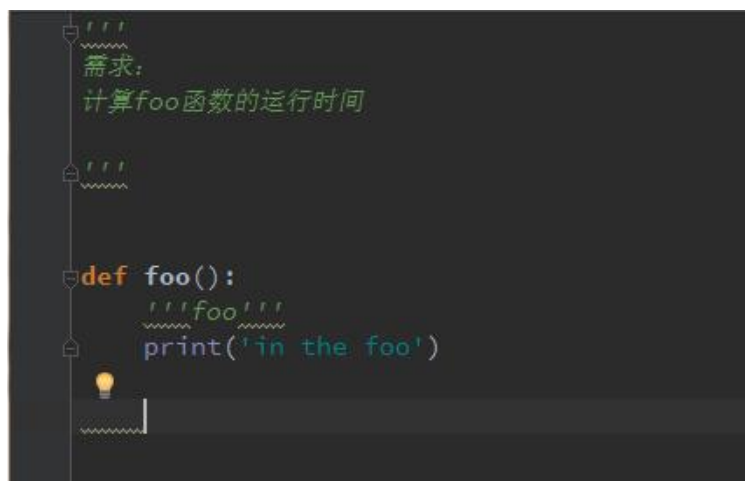 '''
需求：
计算foo函数的运行时间
'''
def foo():
'''foo'''
print('in the foo')